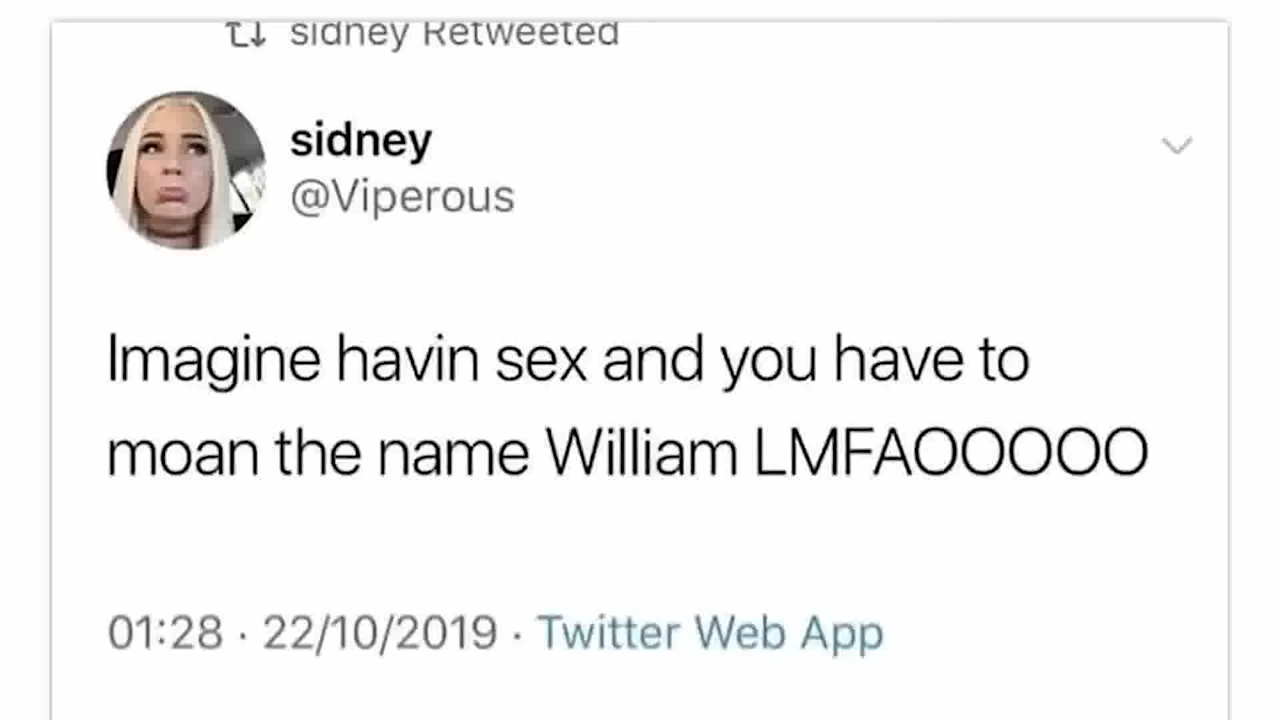 sidney Retweeted
sidney
@Viperous
Imagine havin sex and you have to
moan the name William LMFAOOOOO
01:28 · 22/10/2019 · Twitter Web App